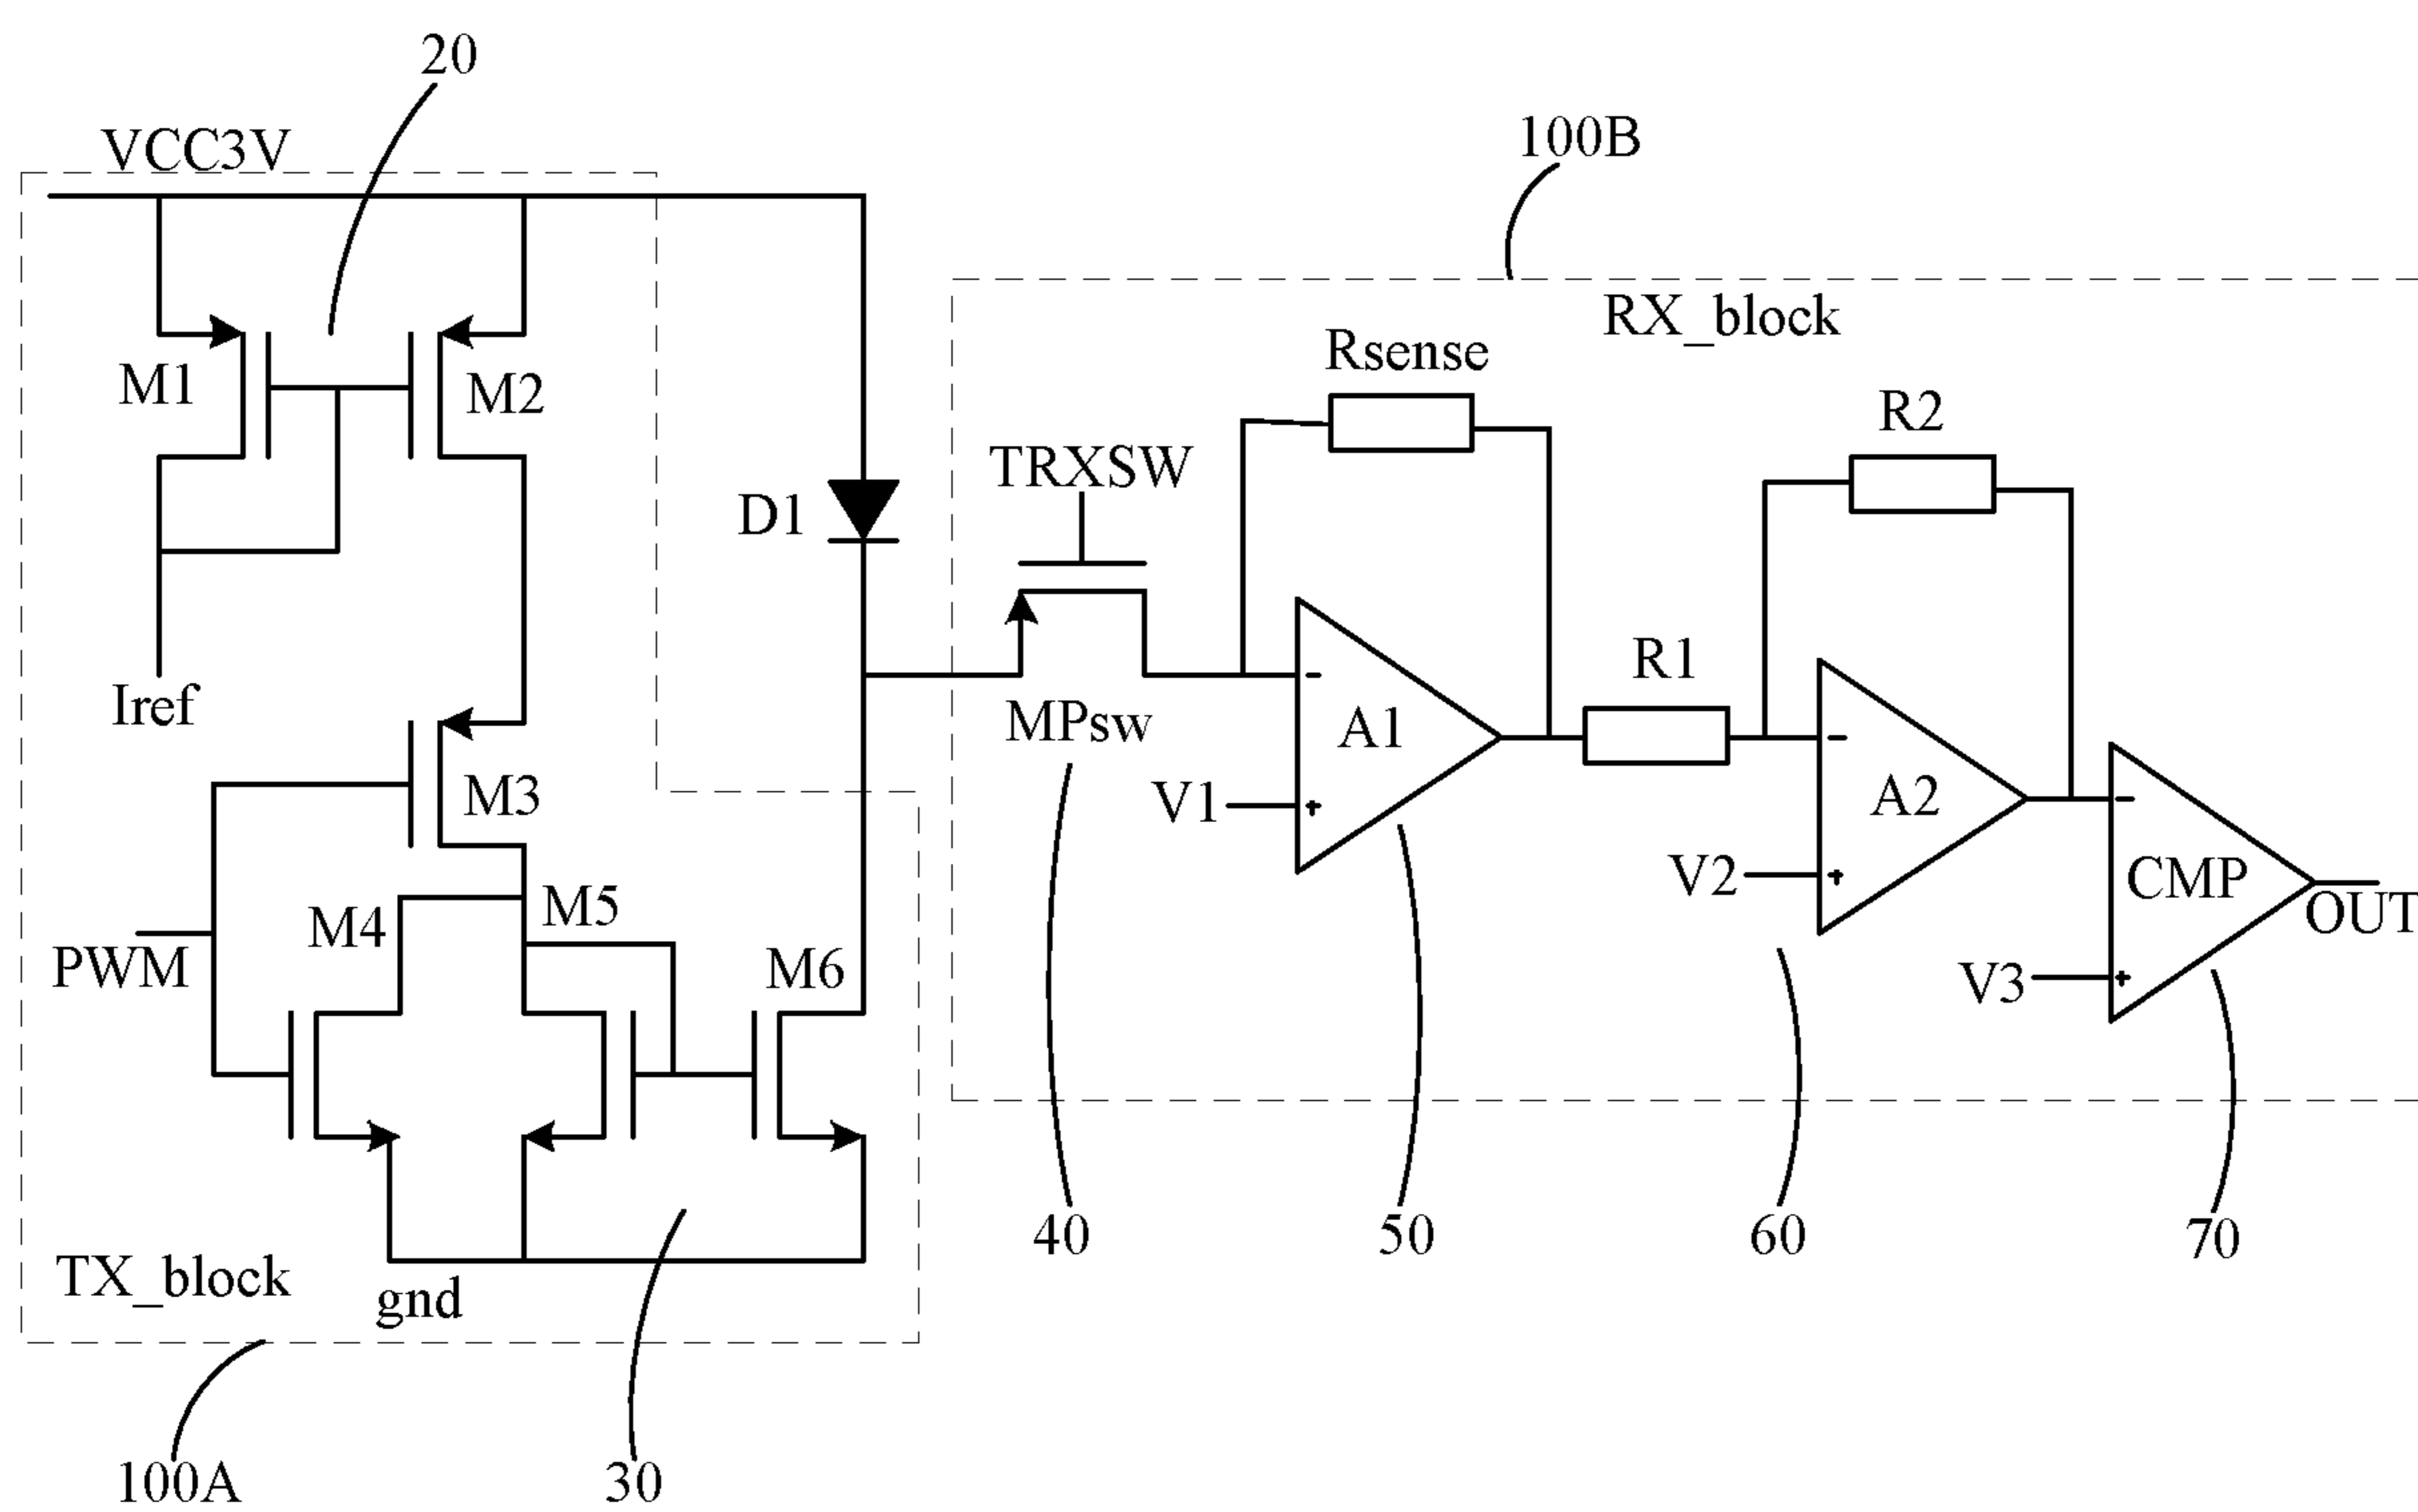 20
VCC3V
100B
RX_block
Rsense
M1
M2
R2
TRXSW
D1
Iref
R1
MPsw
A1
M3
V1
A2
M4
M5
V2
CMP
OUT
PWM
M6
V3
-
+
-
+
-
+
40
50
60
70
TX_block
gnd
100A
30